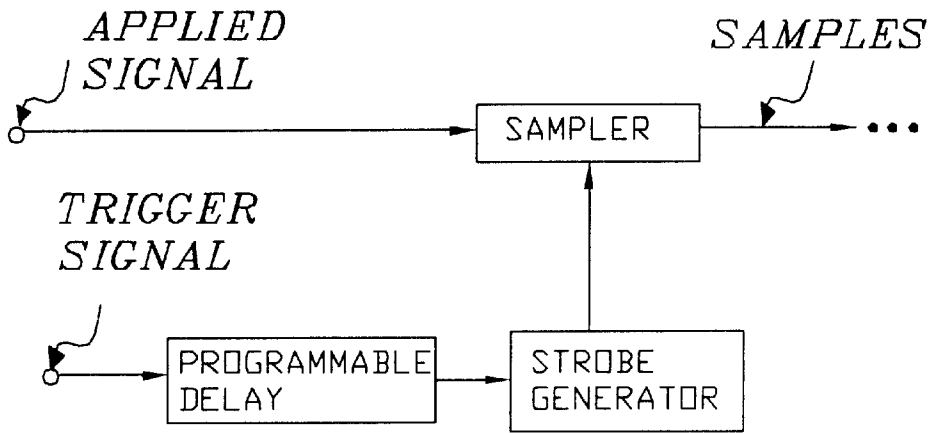 APPLIED
SIGNAL
SAMPLES
SAMPLER
TRIGGER
SIGNAL
PROGRAMMABLE
DELAY
STROBE
GENERATOR